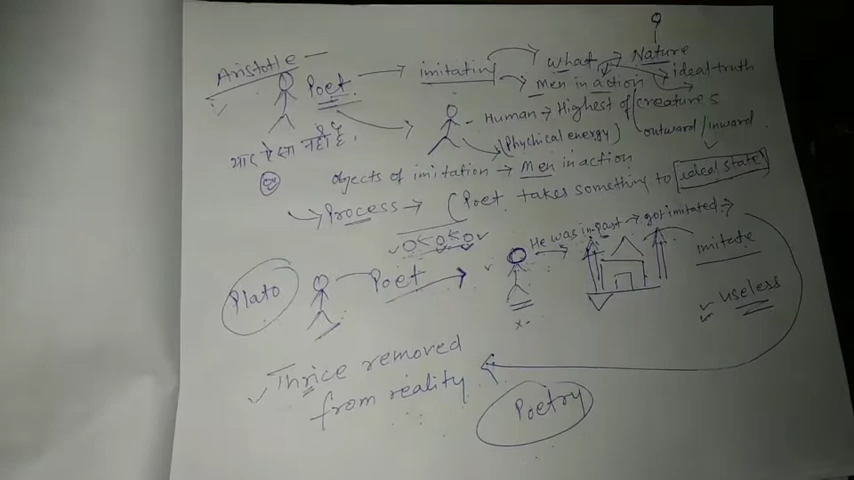 Aristotle —
Poet → imitating → what → Nature
Men in action ideal truth
Human → Highest of creatures
(Phychical energy) outward/inward
याद ऐसा नहीं है.
Objects of imitation → Men in action
Process → (Poet takes something to ideal state)
He was in past → got imitated →
Plato Poet imitate
useless
Thrice removed
from reality
Poetry